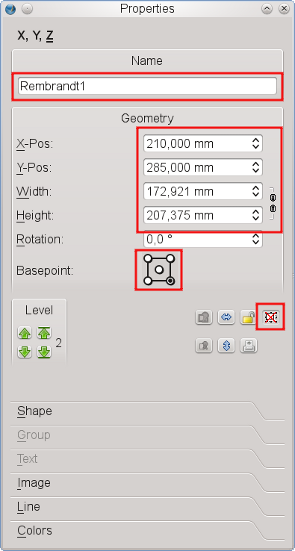 Properties
X, Y, Z
Name
Rembrandt1
Geometry
X-Pos: 210,000 mm
Y-Pos: 285,000 mm
Width: 172,921 mm
Height: 207,375 mm
Rotation: 0,0 °
Basepoint:
Level
2
Shape
Group
Text
Image
Line
Colors